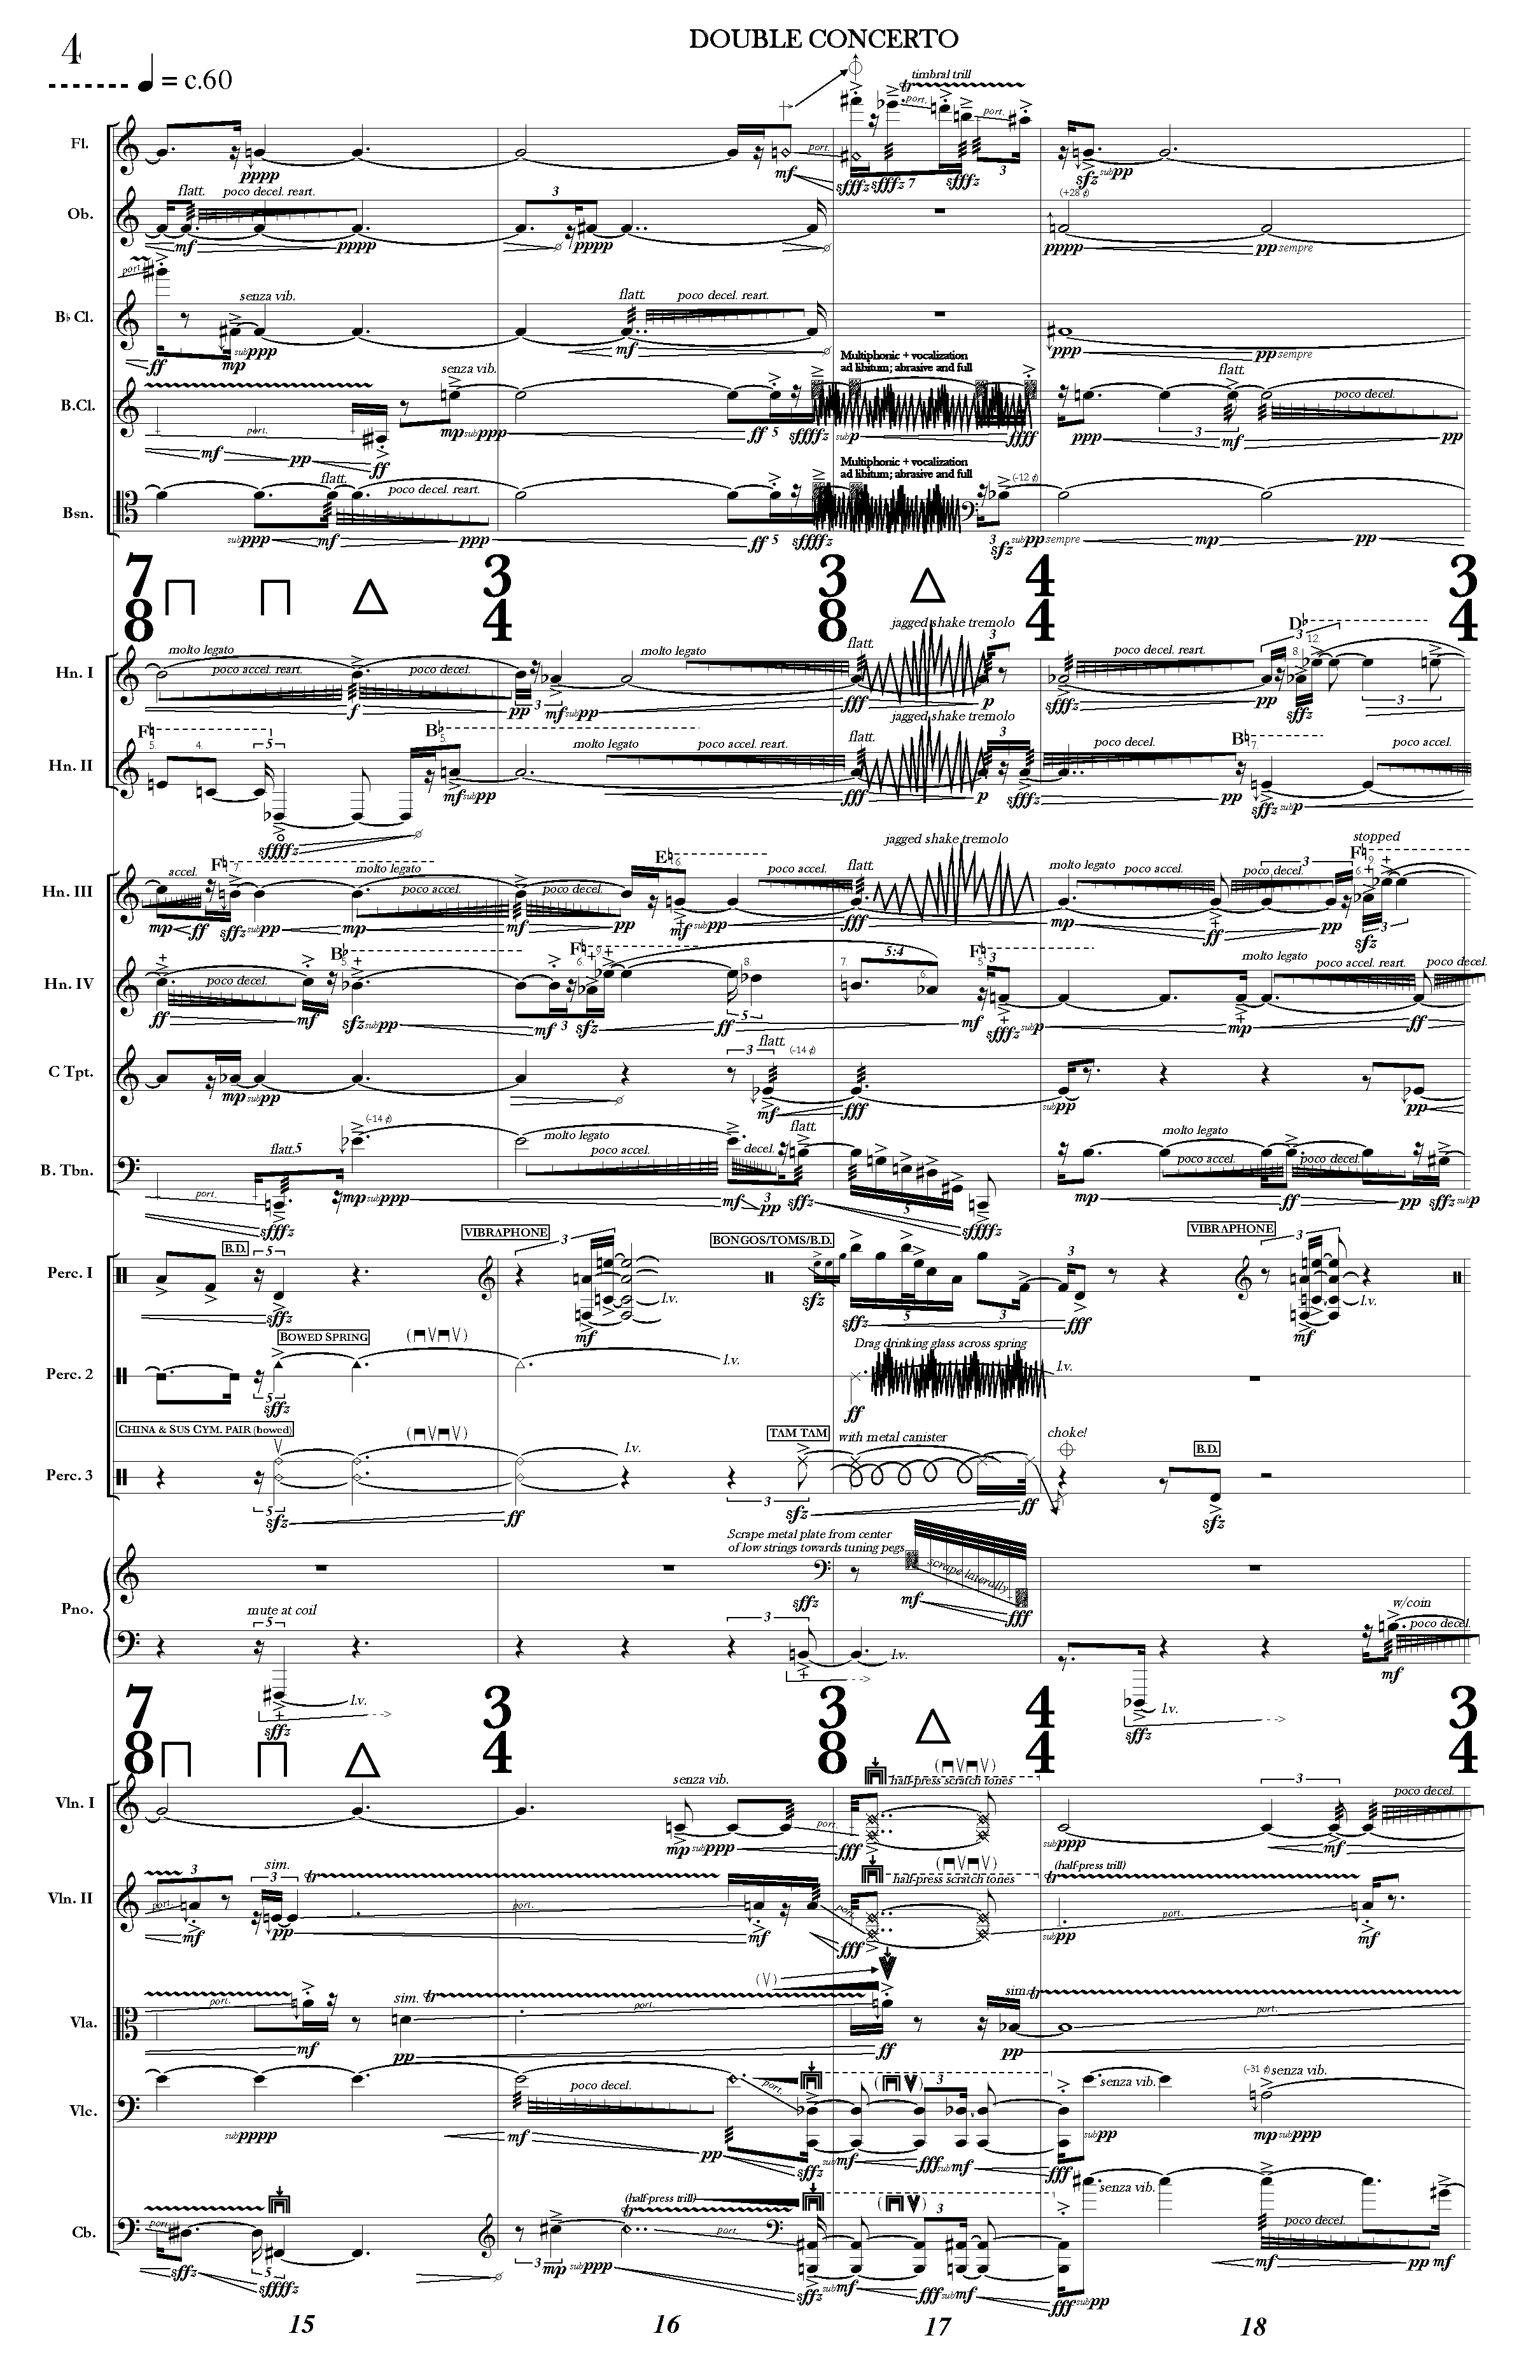 4
DOUBLE CONCERTO
= c.60
timbral trill
port. port.
Fl.
port.
pppp mf sfffz sfffz 7 sfffz 3 sfz sub pp
flatt. poco decel. reart. 3 (+28 ¢)
Ob.
mf pppp pppp pppp pp sempre
port.
senza vib. flatt. poco decel. reart.
B♭ Cl.
ff mp sub ppp mf ppp pp sempre
Multiphonic + vocalization
ad libitum; abrasive and full
senza vib. flatt.
B.Cl. poco decel.
port. mp sub ppp ff 5 sffffz sub p ffff ppp 3 mf pp
mf pp ff
Multiphonic + vocalization
ad libitum; abrasive and full
flatt. poco decel. reart. (-12 ¢)
Bsn.
sub ppp mf ppp ff 5 sffffz 3 sfz sub pp sempre mp pp
7 3 3 4 3
8 4 8 4 4
molto legato molto legato flatt. jagged shake tremolo 3 D♭ 3 12.
poco accel. reart. poco decel. poco decel. reart. 8.
Hn. I
f pp 3 mf sub pp fff p sfffz pp sffz 3
F♮ 5. 4. 5 B♭ 5. molto legato poco accel. reart. flatt. jagged shake tremolo 3 3 poco decel. B♮ 7. poco accel.
Hn. II
mf sub pp fff p sfffz pp sffz sub p
sffffz
accel. F♮ 7. molto legato poco accel. poco decel. E♮ 6. poco accel. flatt. jagged shake tremolo molto legato poco accel. 3 poco decel. F♮ stopped 6. 9.
Hn. III
mp ff sffz sub pp mp mf pp mf sub pp fff mp ff pp sfz 3
poco decel. B♭ 5. F♮ 6. 9. 8. 7. 5:4 6. F♮ 5. 3 molto legato poco accel. reart. poco decel.
Hn. IV
ff mf sfz sub pp mf 3 sfz ff 5 mf sfffz sub p mp ff
3 flatt. (-14 ¢)
C Tpt.
mp sub pp mf fff sub pp pp
(-14 ¢)
flatt. 5 molto legato poco accel. decel. flatt. molto legato poco accel. poco decel.
B. Tbn.
port. sfffz mp sub ppp mf 3 pp sffz 5 sffffz mp ff pp sffz sub p
B.D. 5 VIBRAPHONE 3 BONGOS/TOMS/B.D. 3 VIBRAPHONE 3
Perc. I
sffz mf l.v. sfz sffz 5 3 fff mf l.v.
BOWED SPRING Drag drinking glass across spring
Perc. 2 l.v. l.v.
5 sffz ff
CHINA & SUS CYM. PAIR (bowed) l.v. TAM TAM with metal canister choke! B.D.
Perc. 3
5 sfz ff 3 sfz ff sfz
Scrape metal plate from center
of low strings towards tuning pegs
scrape laterally
sffz mf fff
Pno.
mute at coil 5 3 w/coin
poco decel.
l.v. l.v. l.v. mf
sffz sffz
7 3 3 4 3
8 4 8 4 4
senza vib. half-press scratch tones 3 poco decel.
Vln. I
port.
mp sub ppp fff sub ppp mf
3 sim. 3 tr half-press scratch tones (half-press trill) tr
Vln. II
port. port. port. port.
mf pp mf fff sub pp mf
port. sim. tr port. sim. tr port.
Vla.
mf pp ff pp
poco decel. port. 3 senza vib. (-31 ¢) senza vib.
Vlc.
sub pppp mf pp sffz sub mf fff sub mf fff sub pp mp sub ppp
port. (half-press trill) tr port. 3 senza vib. poco decel.
Cb.
sffz 5 sffffz 3 mp sub ppp sffz sub mf fff sub mf fff sub pp mf pp mf
15 16 17 18